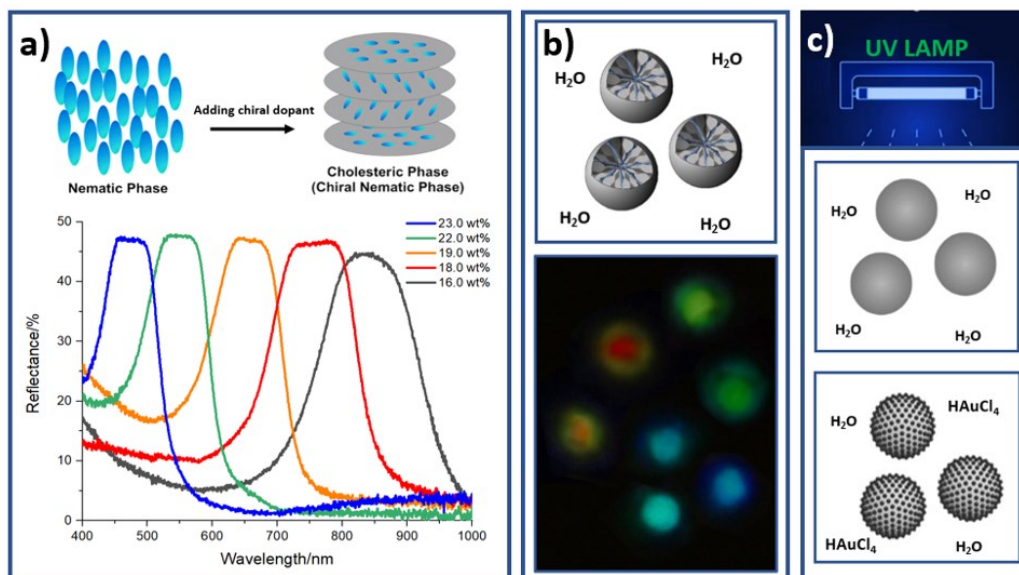 a)
Adding chiral dopant
Nematic Phase
Cholesteric Phase
(Chiral Nematic Phase)
50
40
30
20
10
0
Reflectance/%
23.0 wt%
22.0 wt%
19.0 wt%
18.0 wt%
16.0 wt%
400 500 600 700 800 900 1000
Wavelength/nm
b)
H₂O
H₂O
H₂O
H₂O
c)
UV LAMP
H₂O
H₂O
H₂O
H₂O
H₂O
HAuCl₄
HAuCl₄
H₂O